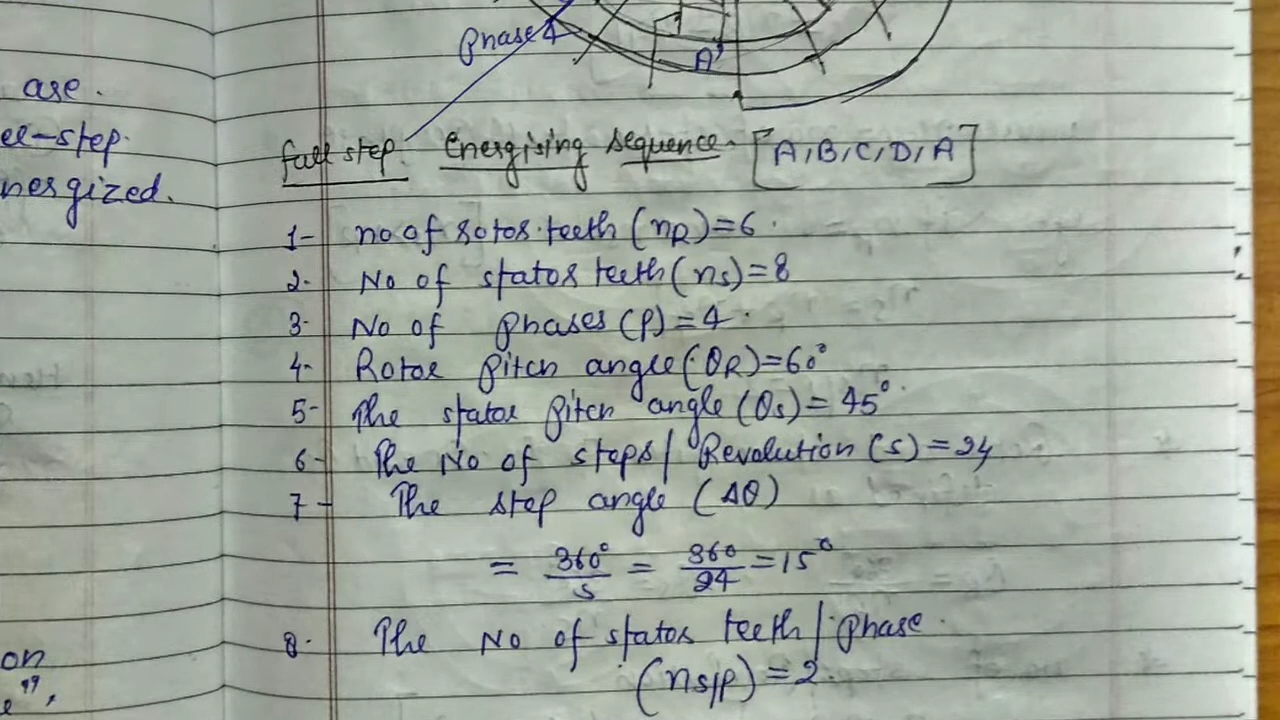 Phase 4
A'
ase.
el-step.
nergized.
full step. Energising Sequence- [A,B,C,D,A]
1- no of rotor teeth (nR)=6.
2- No of stator teeth (ns)=8
3- No of phases (P)=4.
4- Rotor pitch angle (θR)=60°
5- The stator pitch angle (θs)=45°.
6- The No of steps/Revolution (s)=24
7- The step angle (Δθ)
= 360°/s = 360/24 =15°
8- The No of stator teeth/phase.
(ns/p)=2.
on
e",